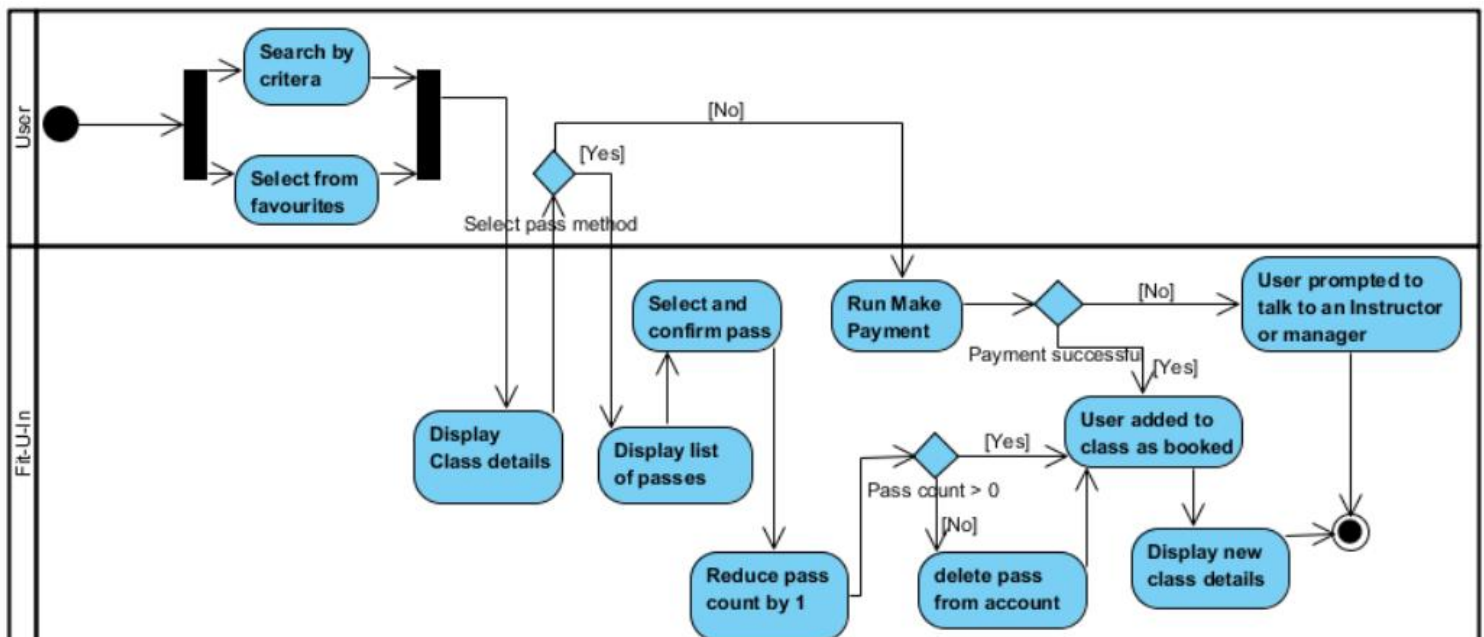 User
Search by
critera
Select from
favourites
[No]
[Yes]
Select pass method
Fit-U-In
Select and
confirm pass
Run Make
Payment
[No]
User prompted to
talk to an Instructor
or manager
Payment successfu
[Yes]
Display
Class details
Display list
of passes
[Yes]
User added to
class as booked
Pass count > 0
[No]
Reduce pass
count by 1
delete pass
from account
Display new
class details